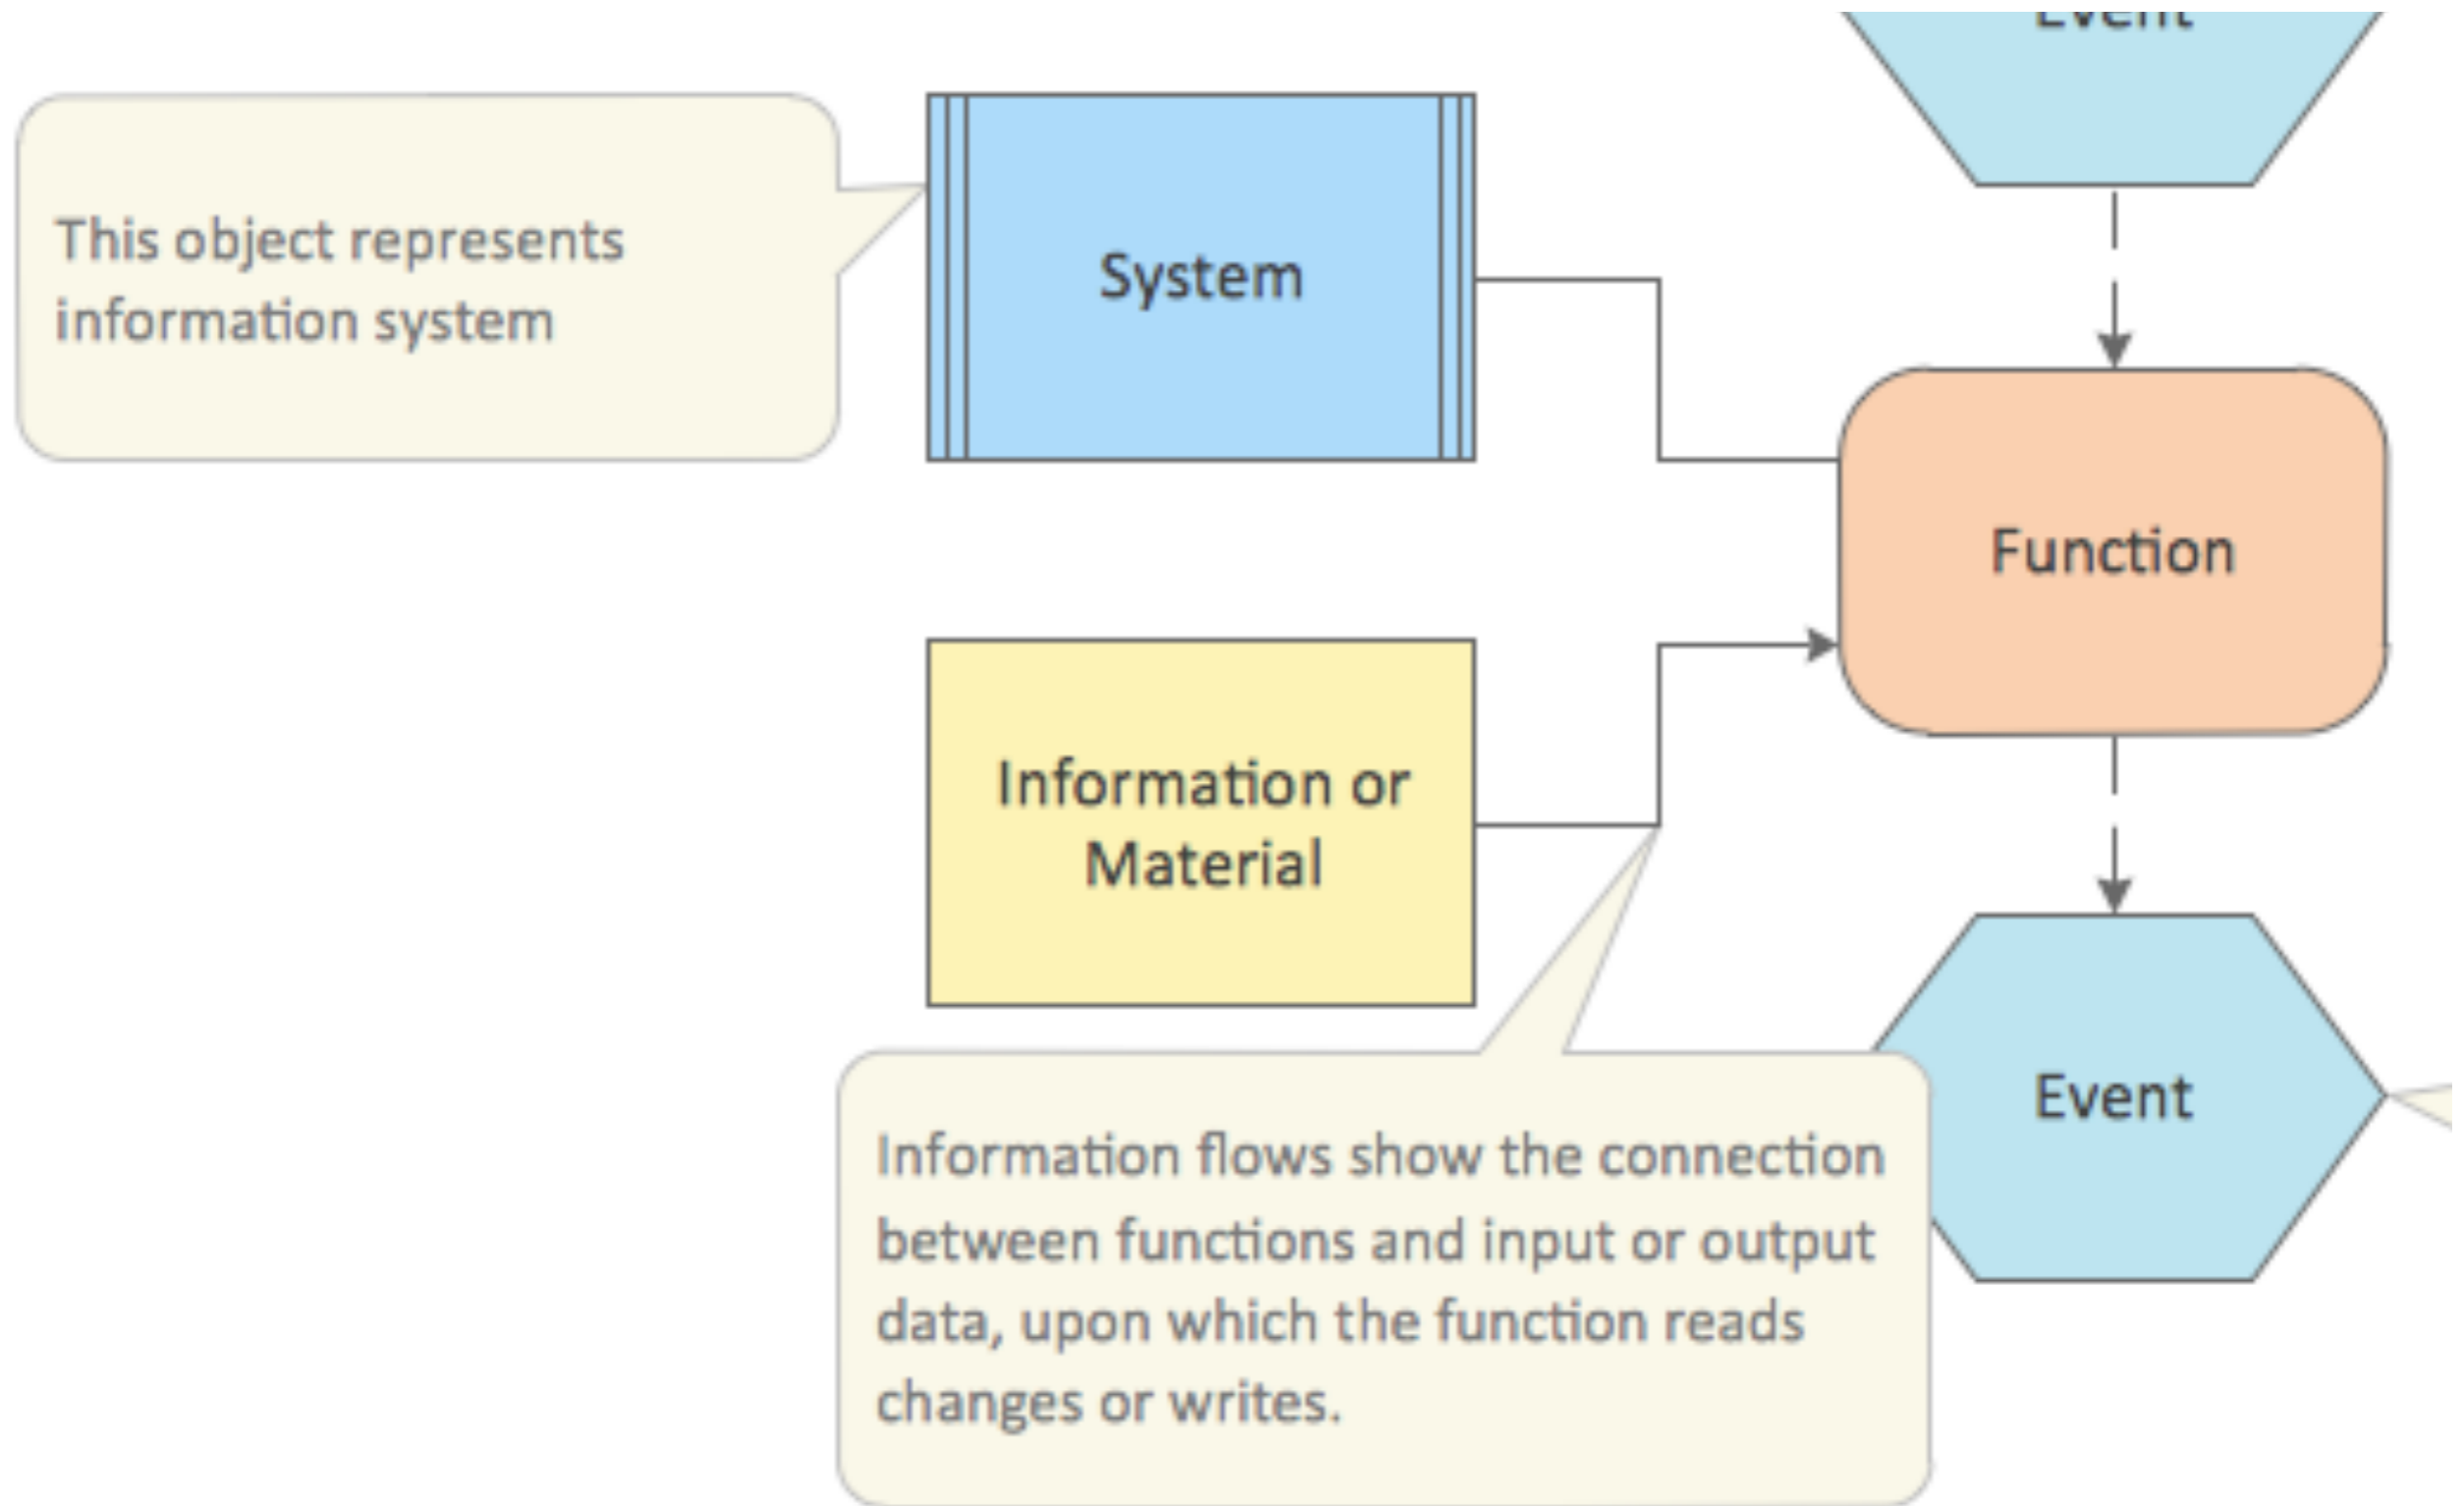 Event
This object represents
information system
System
Function
Information or
Material
Event
Information flows show the connection
between functions and input or output
data, upon which the function reads
changes or writes.